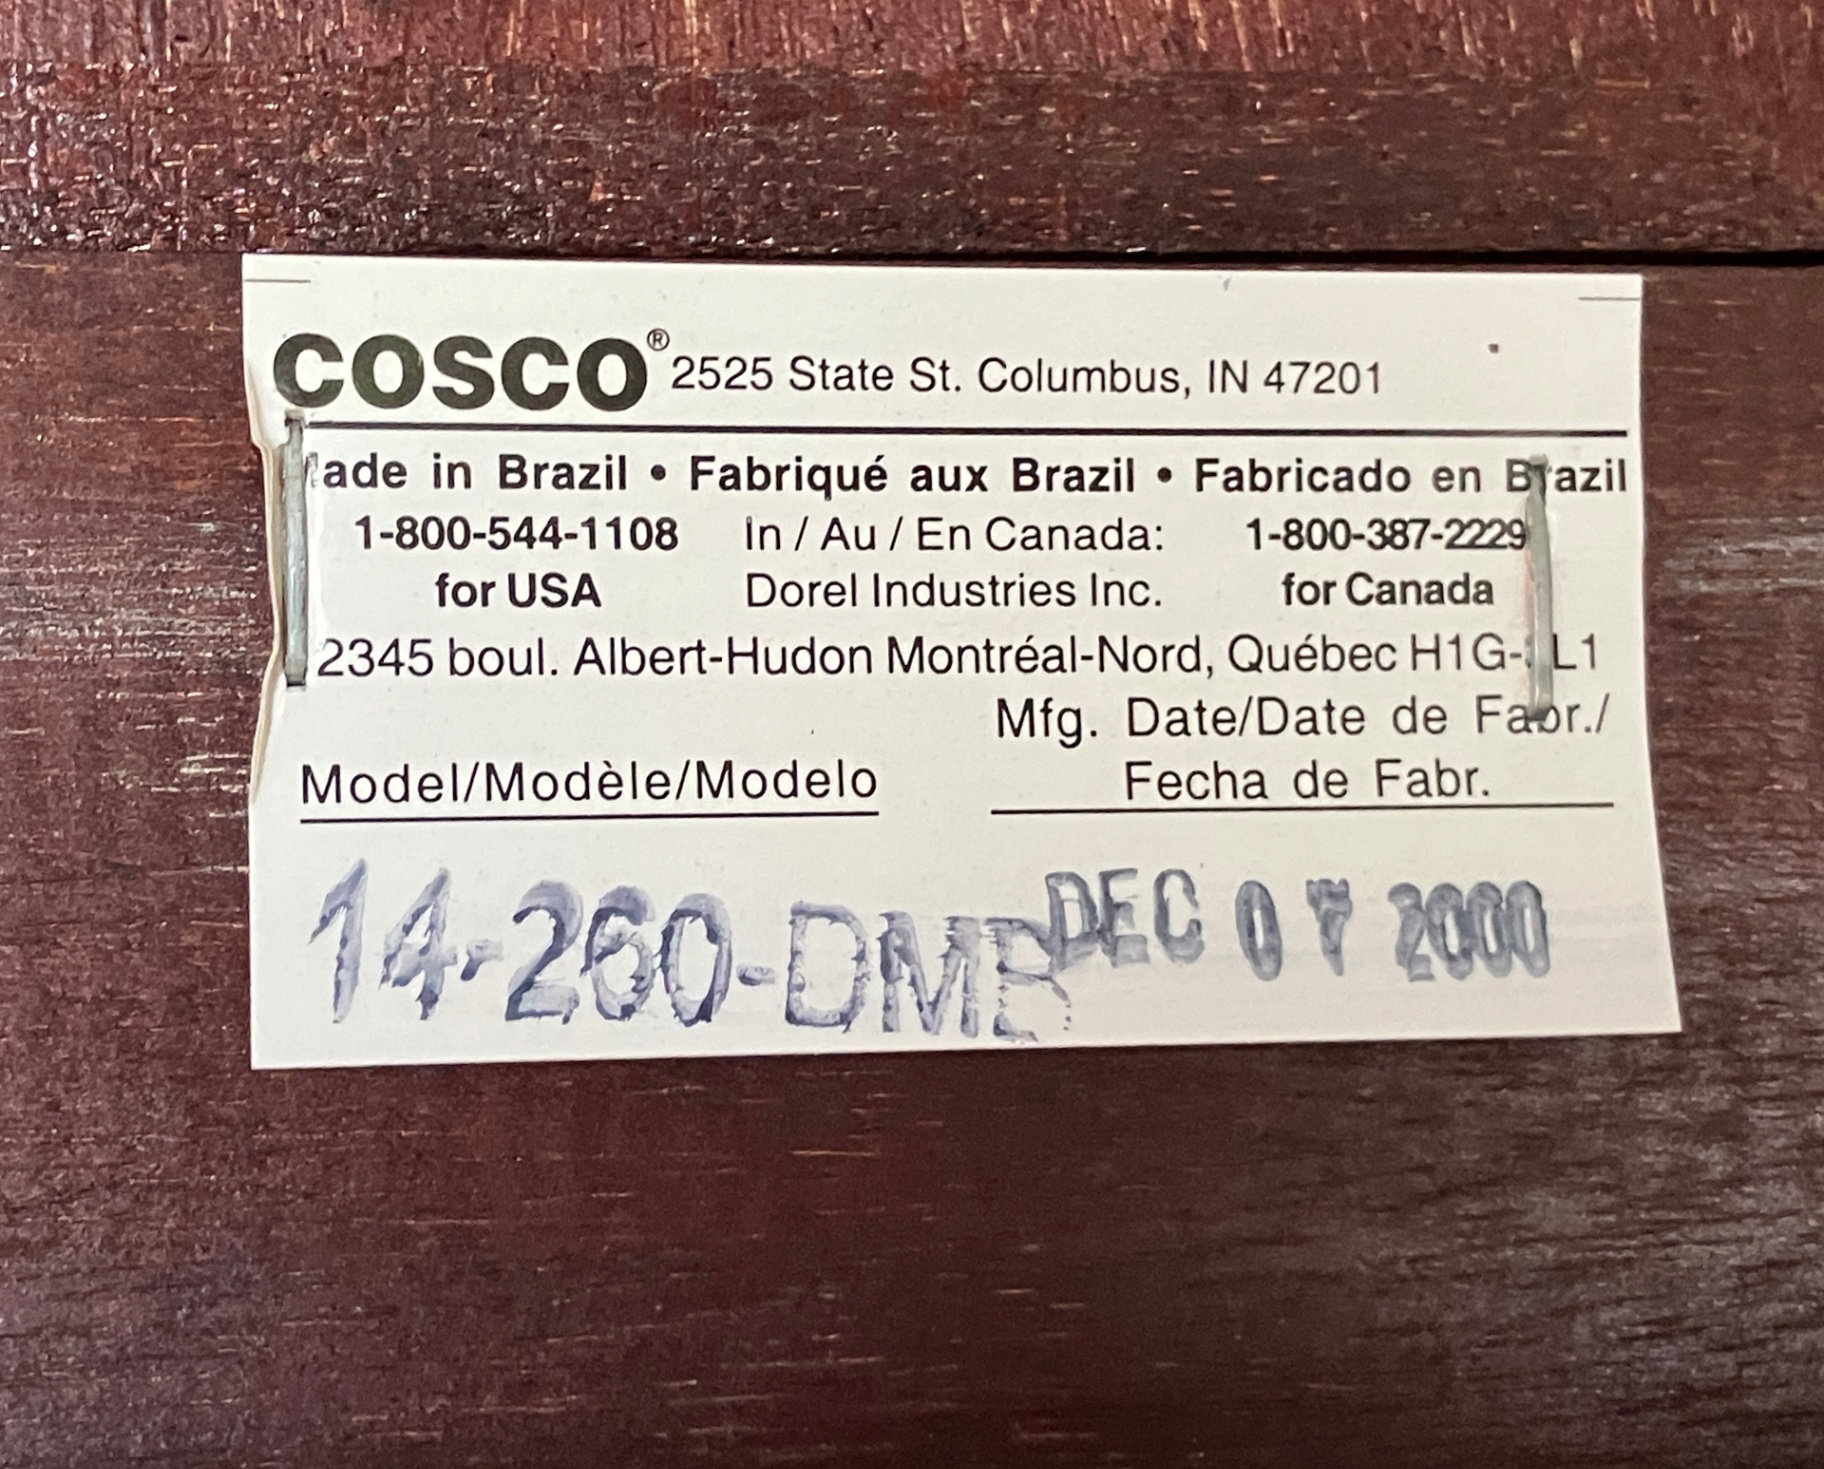 COSCO® 2525 State St. Columbus, IN 47201
Made in Brazil • Fabriqué aux Brazil • Fabricado en Brazil
1-800-544-1108 In / Au / En Canada: 1-800-387-2229
for USA Dorel Industries Inc. for Canada
2345 boul. Albert-Hudon Montréal-Nord, Québec
Mfg. Date/Date de Fabr./
Model/Modèle/Modelo Fecha de Fabr.
14-260-DMB DEC 07 2000